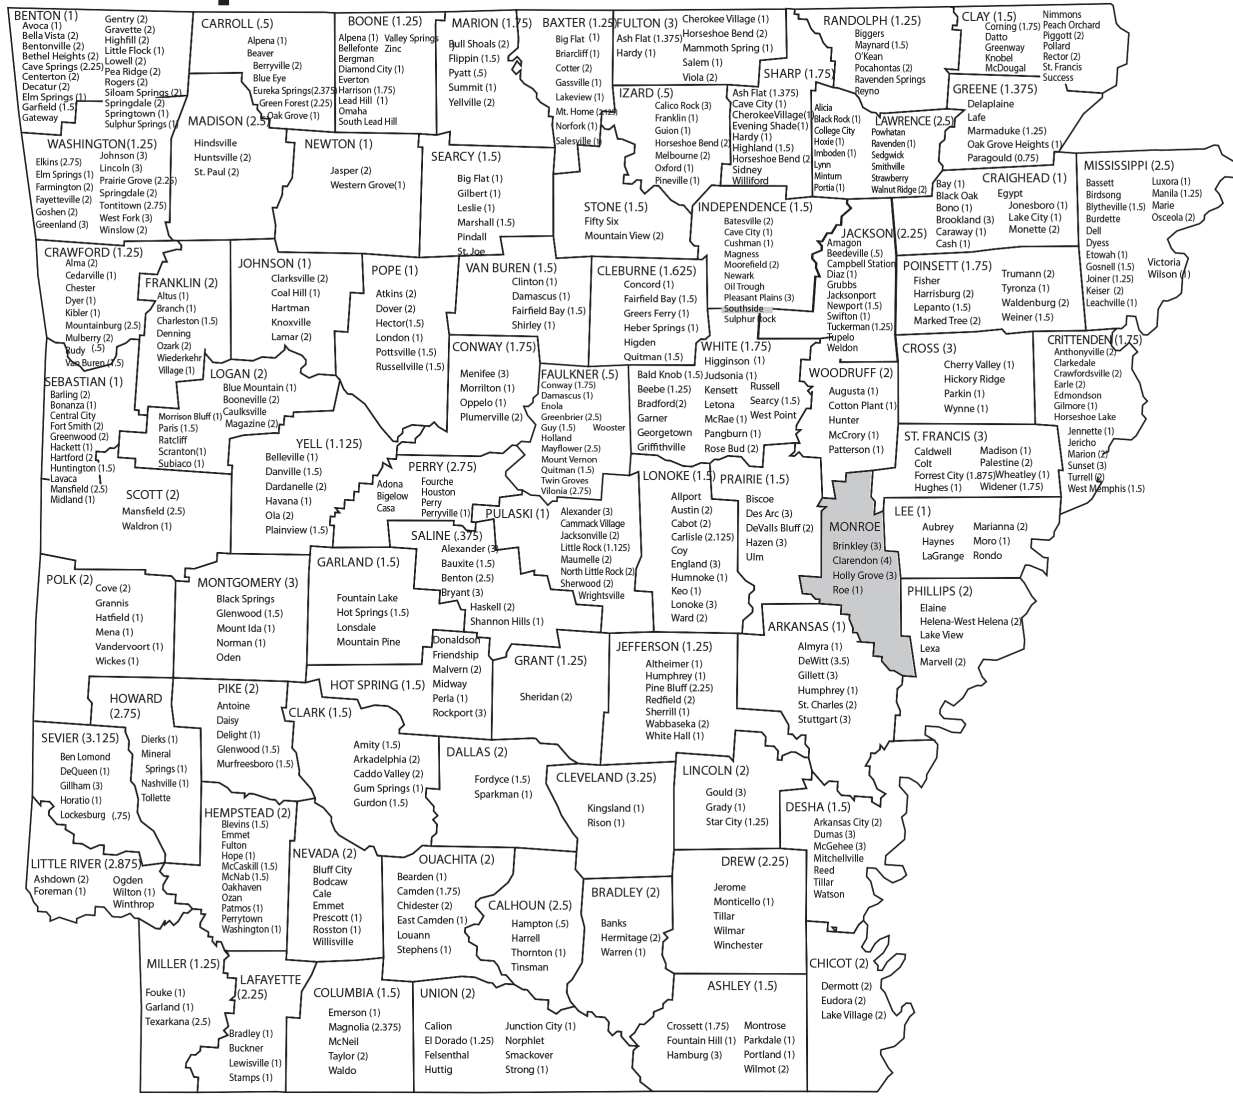 BENTON (1)
Avoca (1)
Bella Vista (2)
Bentonville (2)
Bethel Heights (2)
Cave Springs (2.25)
Centerton (2)
Decatur (2)
Elm Springs (1)
Garfield (1.5)
Gateway
Gentry (2)
Gravette (2)
Highfill (2)
Little Flock (1)
Lowell (2)
Pea Ridge (2)
Rogers (2)
Siloam Springs (2)
Springdale (2)
Springtown (1)
Sulphur Springs (1)
CARROLL (.5)
Alpena (1)
Beaver
Berryville (2)
Blue Eye
Eureka Springs(2.375)
Green Forest (2.25)
Oak Grove (1)
BOONE (1.25)
Alpena (1)
Bellefonte
Bergman
Diamond City (1)
Everton
Harrison (1.75)
Lead Hill (1)
Omaha
South Lead Hill
Valley Springs
Zinc
MARION (1.75)
Bull Shoals (2)
Flippin (1.5)
Pyatt (.5)
Summit (1)
Yellville (2)
BAXTER (1.25)
Big Flat (1)
Briarcliff (1)
Cotter (2)
Gassville (1)
Lakeview (1)
Mt. Home (2.125)
Norfork (1)
Salesville (1)
FULTON (3)
Ash Flat (1.375)
Hardy (1)
Cherokee Village (1)
Horseshoe Bend (2)
Mammoth Spring (1)
Salem (1)
Viola (2)
SHARP (1.75)
Ash Flat (1.375)
Cave City (1)
CherokeeVillage(1)
Evening Shade(1)
Hardy (1)
Highland (1.5)
Horseshoe Bend (2)
Sidney
Williford
RANDOLPH (1.25)
Biggers
Maynard (1.5)
O'Kean
Pocahontas (2)
Ravenden Springs
Reyno
CLAY (1.5)
Corning (1.75)
Datto
Greenway
Knobel
McDougal
Nimmons
Peach Orchard
Piggott (2)
Pollard
Rector (2)
St. Francis
Success
GREENE (1.375)
Delaplaine
Lafe
Marmaduke (1.25)
Oak Grove Heights (1)
Paragould (0.75)
LAWRENCE (2.5)
Alicia
Black Rock (1)
College City
Hoxie (1)
Imboden (1)
Lynn
Minturn
Portia (1)
Powhatan
Ravenden (1)
Sedgwick
Smithville
Strawberry
Walnut Ridge (2)
IZARD (.5)
Calico Rock (3)
Franklin (1)
Guion (1)
Horseshoe Bend (2)
Melbourne (2)
Oxford (1)
Pineville (1)
MADISON (2.5)
Hindsville
Huntsville (2)
St. Paul (2)
NEWTON (1)
Jasper (2)
Western Grove(1)
WASHINGTON(1.25)
Elkins (2.75)
Elm Springs (1)
Farmington (2)
Fayetteville (2)
Goshen (2)
Greenland (3)
Johnson (3)
Lincoln (3)
Prairie Grove (2.25)
Springdale (2)
Tontitown (2.75)
West Fork (3)
Winslow (2)
SEARCY (1.5)
Big Flat (1)
Gilbert (1)
Leslie (1)
Marshall (1.5)
Pindall
St. Joe
STONE (1.5)
Fifty Six
Mountain View (2)
INDEPENDENCE (1.5)
Batesville (2)
Cave City (1)
Cushman (1)
Magness
Moorefield (2)
Newark
Oil Trough
Pleasant Plains (3)
Southside
Sulphur Rock
JACKSON (2.25)
Amagon
Beedeville (.5)
Campbell Station
Diaz (1)
Grubbs
Jacksonport
Newport (1.5)
Swifton (1)
Tuckerman (1.25)
Tupelo
Weldon
CRAIGHEAD (1)
Bay (1)
Black Oak
Bono (1)
Brookland (3)
Caraway (1)
Cash (1)
Egypt
Jonesboro (1)
Lake City (1)
Monette (2)
MISSISSIPPI (2.5)
Bassett
Birdsong
Blytheville (1.5)
Burdette
Dell
Dyess
Etowah (1)
Gosnell (1.5)
Joiner (1.25)
Keiser (2)
Leachville (1)
Luxora (1)
Manila (1.25)
Marie
Osceola (2)
Victoria
Wilson (1)
POINSETT (1.75)
Fisher
Harrisburg (2)
Lepanto (1.5)
Marked Tree (2)
Trumann (2)
Tyronza (1)
Waldenburg (2)
Weiner (1.5)
CRAWFORD (1.25)
Alma (2)
Cedarville (1)
Chester
Dyer (1)
Kibler (1)
Mountainburg (2.5)
Mulberry (2)
Rudy (.5)
Van Buren (1.5)
FRANKLIN (2)
Altus (1)
Branch (1)
Charleston (1.5)
Denning
Ozark (2)
Wiederkehr
Village (1)
JOHNSON (1)
Clarksville (2)
Coal Hill (1)
Hartman
Knoxville
Lamar (2)
POPE (1)
Atkins (2)
Dover (2)
Hector(1.5)
London (1)
Pottsville (1.5)
Russellville (1.5)
VAN BUREN (1.5)
Clinton (1)
Damascus (1)
Fairfield Bay (1.5)
Shirley (1)
CLEBURNE (1.625)
Concord (1)
Fairfield Bay (1.5)
Greers Ferry (1)
Heber Springs (1)
Higden
Quitman (1.5)
CONWAY (1.75)
Menifee (3)
Morrilton (1)
Oppelo (1)
Plumerville (2)
FAULKNER (.5)
Conway (1.75)
Damascus (1)
Enola
Greenbrier (2.5)
Guy (1.5)
Wooster
Holland
Mayflower (2.5)
Mount Vernon
Quitman (1.5)
Twin Groves
Vilonia (2.75)
WHITE (1.75)
Bald Knob (1.5)
Beebe (1.25)
Bradford(2)
Garner
Georgetown
Griffithville
Higginson (1)
Judsonia (1)
Kensett
Letona
McRae (1)
Pangburn (1)
Rose Bud (2)
Russell
Searcy (1.5)
West Point
WOODRUFF (2)
Augusta (1)
Cotton Plant (1)
Hunter
McCrory (1)
Patterson (1)
CROSS (3)
Cherry Valley (1)
Hickory Ridge
Parkin (1)
Wynne (1)
CRITTENDEN (1.75)
Anthonyville (2)
Clarkedale
Crawfordsville (2)
Earle (2)
Edmondson
Gilmore (1)
Horseshoe Lake
Jennette (1)
Jericho
Marion (2)
Sunset (3)
Turrell (2)
West Memphis (1.5)
SEBASTIAN (1)
Barling (2)
Bonanza (1)
Central City
Fort Smith (2)
Greenwood (2)
Hackett (1)
Hartford (2)
Huntington (1.5)
Lavaca
Mansfield (2.5)
Midland (1)
LOGAN (2)
Blue Mountain (1)
Booneville (2)
Caulksville
Magazine (2)
Morrison Bluff (1)
Paris (1.5)
Ratcliff
Scranton(1)
Subiaco (1)
YELL (1.125)
Belleville (1)
Danville (1.5)
Dardanelle (2)
Havana (1)
Ola (2)
Plainview (1.5)
PERRY (2.75)
Adona
Bigelow
Casa
Fourche
Houston
Perry
Perryville (1)
ST. FRANCIS (3)
Caldwell
Colt
Forrest City (1.875)
Hughes (1)
Madison (1)
Palestine (2)
Wheatley (1)
Widener (1.75)
SCOTT (2)
Mansfield (2.5)
Waldron (1)
PULASKI (1)
Alexander (3)
Cammack Village
Jacksonville (2)
Little Rock (1.125)
Maumelle (2)
North Little Rock (2)
Sherwood (2)
Wrightsville
LONOKE (1.5)
Allport
Austin (2)
Cabot (2)
Carlisle (2.125)
Coy
England (3)
Humnoke (1)
Keo (1)
Lonoke (3)
Ward (2)
PRAIRIE (1.5)
Biscoe
Des Arc (3)
DeValls Bluff (2)
Hazen (3)
Ulm
MONROE
Brinkley (3)
Clarendon (4)
Holly Grove (3)
Roe (1)
LEE (1)
Aubrey
Haynes
LaGrange
Marianna (2)
Moro (1)
Rondo
SALINE (.375)
Alexander (3)
Bauxite (1.5)
Benton (2.5)
Bryant (3)
Haskell (2)
Shannon Hills (1)
GARLAND (1.5)
Fountain Lake
Hot Springs (1.5)
Lonsdale
Mountain Pine
POLK (2)
Cove (2)
Grannis
Hatfield (1)
Mena (1)
Vandervoort (1)
Wickes (1)
MONTGOMERY (3)
Black Springs
Glenwood (1.5)
Mount Ida (1)
Norman (1)
Oden
PHILLIPS (2)
Elaine
Helena-West Helena (2)
Lake View
Lexa
Marvell (2)
HOT SPRING (1.5)
Donaldson
Friendship
Malvern (2)
Midway
Perla (1)
Rockport (3)
GRANT (1.25)
Sheridan (2)
JEFFERSON (1.25)
Altheimer (1)
Humphrey (1)
Pine Bluff (2.25)
Redfield (2)
Sherrill (1)
Wabbaseka (2)
White Hall (1)
ARKANSAS (1)
Almyra (1)
DeWitt (3.5)
Gillett (3)
Humphrey (1)
St. Charles (2)
Stuttgart (3)
HOWARD
(2.75)
Dierks (1)
Mineral
Springs (1)
Nashville (1)
Tollette
PIKE (2)
Antoine
Daisy
Delight (1)
Glenwood (1.5)
Murfreesboro (1.5)
CLARK (1.5)
Amity (1.5)
Arkadelphia (2)
Caddo Valley (2)
Gum Springs (1)
Gurdon (1.5)
SEVIER (3.125)
Ben Lomond
DeQueen (1)
Gillham (3)
Horatio (1)
Lockesburg (.75)
DALLAS (2)
Fordyce (1.5)
Sparkman (1)
CLEVELAND (3.25)
Kingsland (1)
Rison (1)
LINCOLN (2)
Gould (3)
Grady (1)
Star City (1.25)
DESHA (1.5)
Arkansas City (2)
Dumas (3)
McGehee (3)
Mitchellville
Reed
Tillar
Watson
HEMPSTEAD (2)
Blevins (1.5)
Emmet
Fulton
Hope (1)
McCaskill (1.5)
McNab (1.5)
Oakhaven
Ozan
Patmos (1)
Perrytown
Washington (1)
LITTLE RIVER (2.875)
Ashdown (2)
Foreman (1)
Ogden
Wilton (1)
Winthrop
NEVADA (2)
Bluff City
Bodcaw
Cale
Emmet
Prescott (1)
Rosston (1)
Willisville
OUACHITA (2)
Bearden (1)
Camden (1.75)
Chidester (2)
East Camden (1)
Louann
Stephens (1)
CALHOUN (2.5)
Hampton (.5)
Harrell
Thornton (1)
Tinsman
BRADLEY (2)
Banks
Hermitage (2)
Warren (1)
DREW (2.25)
Jerome
Monticello (1)
Tillar
Wilmar
Winchester
MILLER (1.25)
Fouke (1)
Garland (1)
Texarkana (2.5)
LAFAYETTE
(2.25)
Bradley (1)
Buckner
Lewisville (1)
Stamps (1)
COLUMBIA (1.5)
Emerson (1)
Magnolia (2.375)
McNeil
Taylor (2)
Waldo
UNION (2)
Calion
El Dorado (1.25)
Felsenthal
Huttig
Junction City (1)
Norphlet
Smackover
Strong (1)
ASHLEY (1.5)
Crossett (1.75)
Fountain Hill (1)
Hamburg (3)
Montrose
Parkdale (1)
Portland (1)
Wilmot (2)
CHICOT (2)
Dermott (2)
Eudora (2)
Lake Village (2)